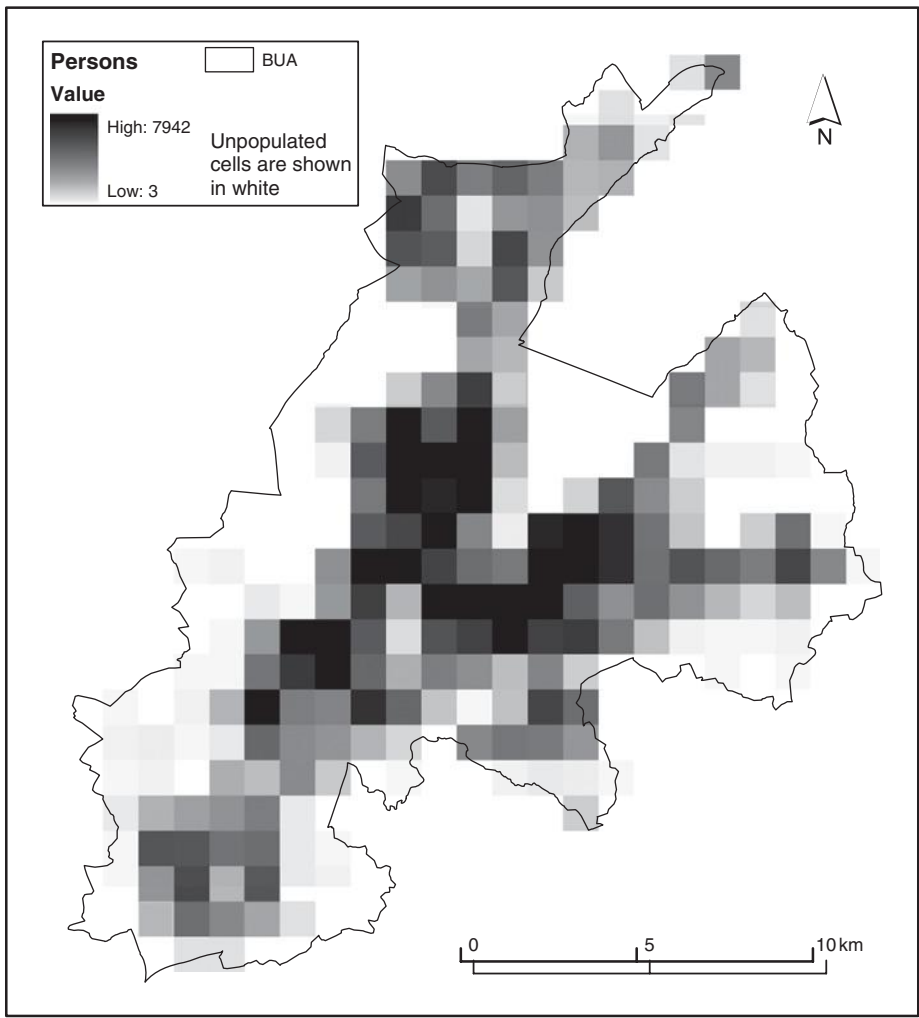 Persons
BUA
Value
High: 7942
Unpopulated
cells are shown
Low: 3
in white
N
0 5 10 km